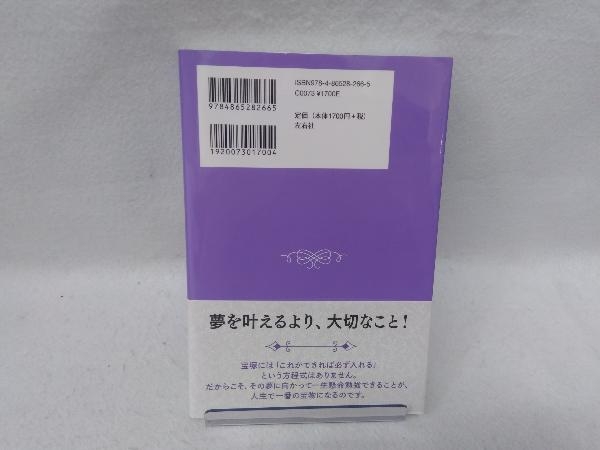 ISBN978-4-86528-266-5
C0073 ¥1700E
9784865282665
定価（本体1700円+税）
左右社
1920073017004
夢を叶えるより、大切なこと！
宝塚には「これができれば必ず入れる」
という方程式はありません。
だからこそ、その夢に向かって一生懸命勉強できることが、
人生で一番の宝物になるのです。